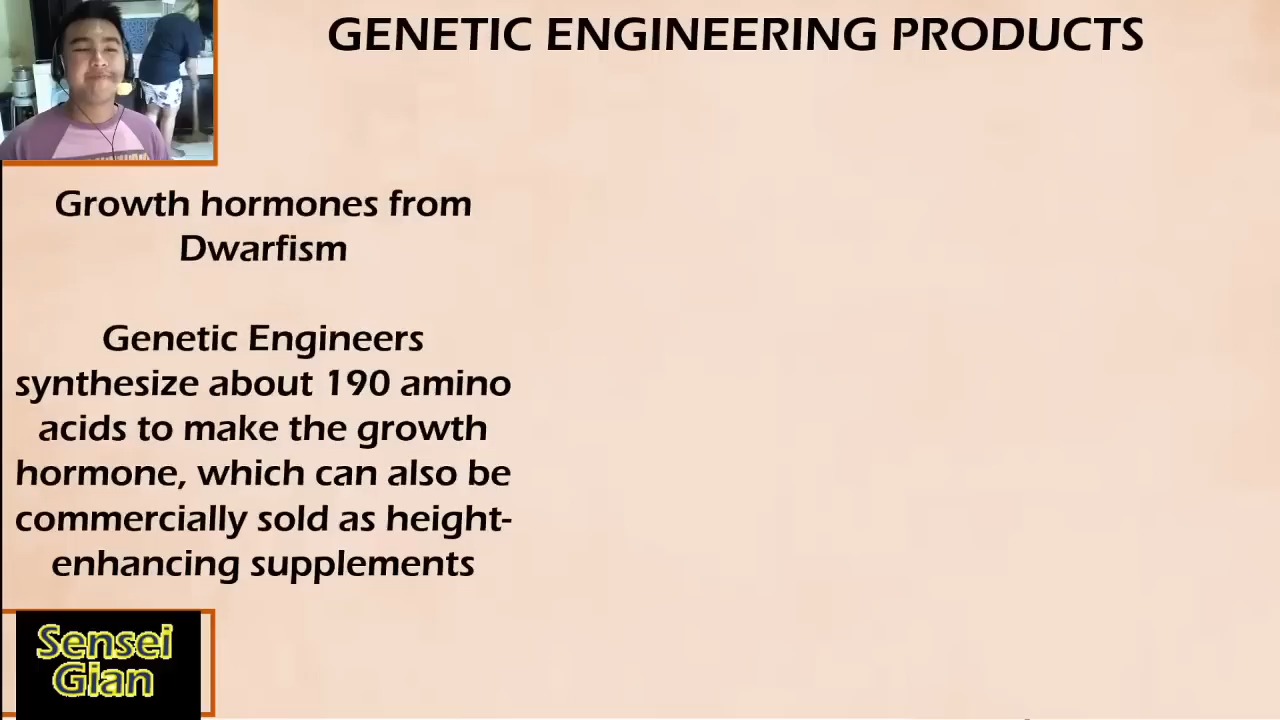 GENETIC ENGINEERING PRODUCTS
Growth hormones from
Dwarfism
Genetic Engineers
synthesize about 190 amino
acids to make the growth
hormone, which can also be
commercially sold as height-
enhancing supplements
Sensei
Gian